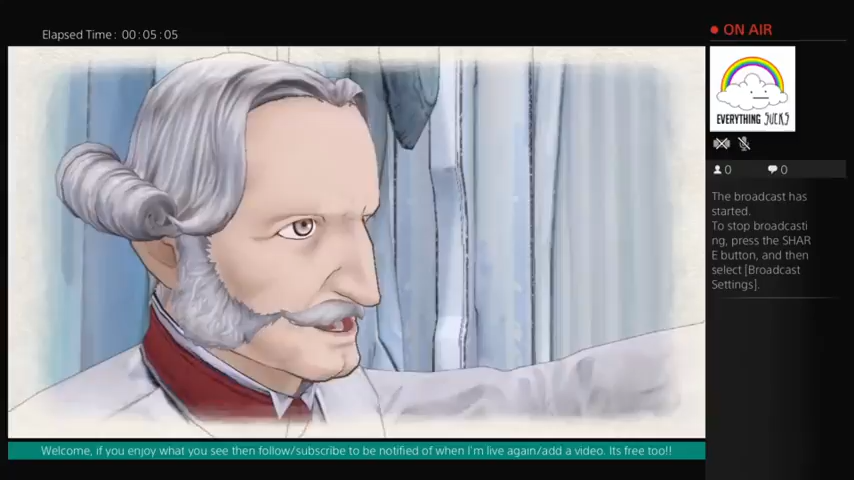 Elapsed Time: 00:05:05
ON AIR
EVERYTHING SUCKS
0 0
The broadcast has
started.
To stop broadcasti
ng, press the SHAR
E button, and then
select [Broadcast
Settings].
Welcome, if you enjoy what you see then follow/subscribe to be notified of when I'm live again/add a video. Its free too!!